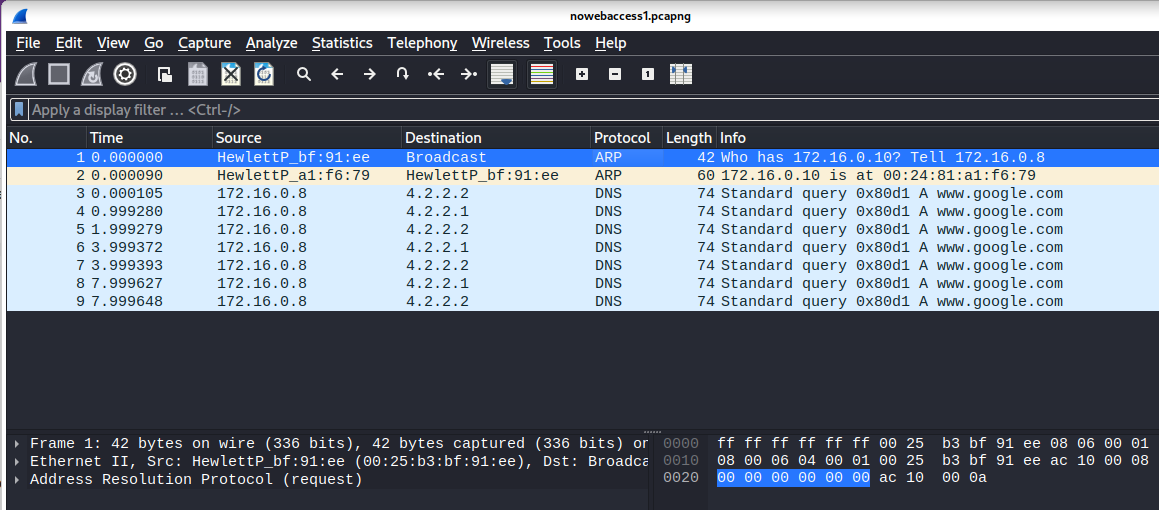 nowebaccess1.pcapng
File Edit View Go Capture Analyze Statistics Telephony Wireless Tools Help
Apply a display filter ... <Ctrl-/>
No. Time Source Destination Protocol Length Info
1 0.000000 HewlettP_bf:91:ee Broadcast ARP 42 Who has 172.16.0.10? Tell 172.16.0.8
2 0.000090 HewlettP_a1:f6:79 HewlettP_bf:91:ee ARP 60 172.16.0.10 is at 00:24:81:a1:f6:79
3 0.000105 172.16.0.8 4.2.2.2 DNS 74 Standard query 0x80d1 A www.google.com
4 0.999280 172.16.0.8 4.2.2.1 DNS 74 Standard query 0x80d1 A www.google.com
5 1.999279 172.16.0.8 4.2.2.2 DNS 74 Standard query 0x80d1 A www.google.com
6 3.999372 172.16.0.8 4.2.2.1 DNS 74 Standard query 0x80d1 A www.google.com
7 3.999393 172.16.0.8 4.2.2.2 DNS 74 Standard query 0x80d1 A www.google.com
8 7.999627 172.16.0.8 4.2.2.1 DNS 74 Standard query 0x80d1 A www.google.com
9 7.999648 172.16.0.8 4.2.2.2 DNS 74 Standard query 0x80d1 A www.google.com
Frame 1: 42 bytes on wire (336 bits), 42 bytes captured (336 bits) on
Ethernet II, Src: HewlettP_bf:91:ee (00:25:b3:bf:91:ee), Dst: Broadca
Address Resolution Protocol (request)
0000 ff ff ff ff ff ff 00 25 b3 bf 91 ee 08 06 00 01
0010 08 00 06 04 00 01 00 25 b3 bf 91 ee ac 10 00 08
0020 00 00 00 00 00 00 ac 10 00 0a